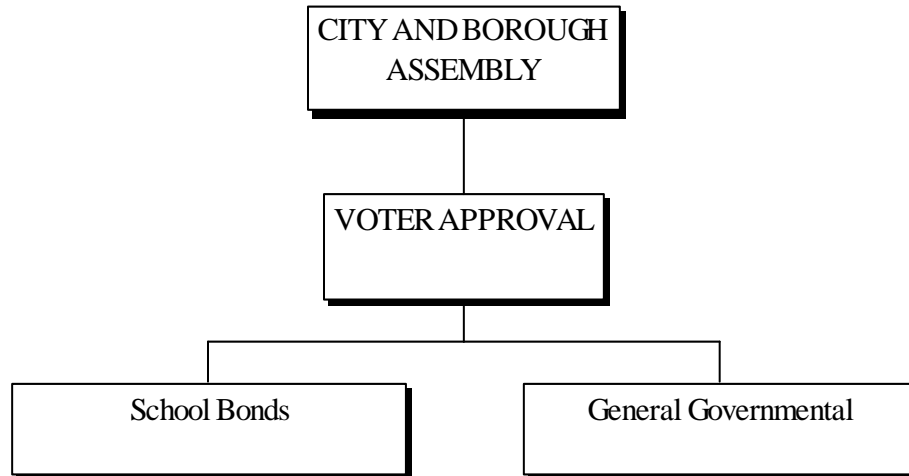 CITY AND BOROUGH
ASSEMBLY
VOTER APPROVAL
School Bonds
General Governmental